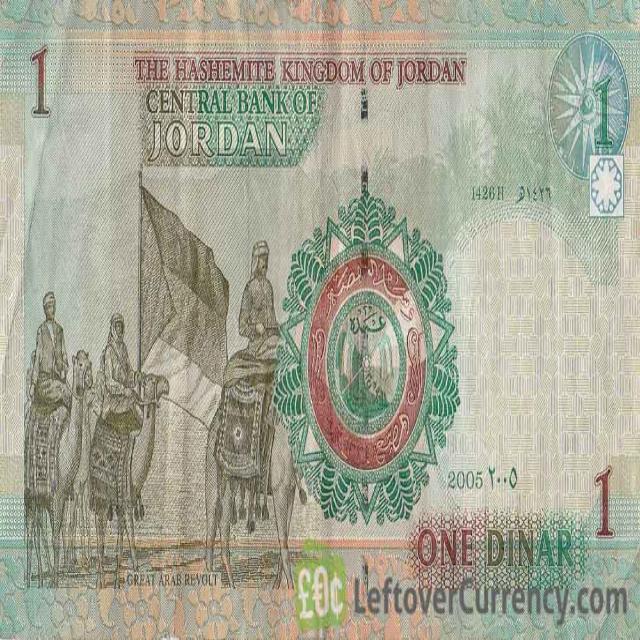 1
THE HASHEMITE KINGDOM OF JORDAN
CENTRAL BANK OF
JORDAN
1
1426 H ١٤٢٦هـ
2005 ٢٠٠٥
1
ONE DINAR
GREAT ARAB REVOLT
£€¢ LeftoverCurrency.com